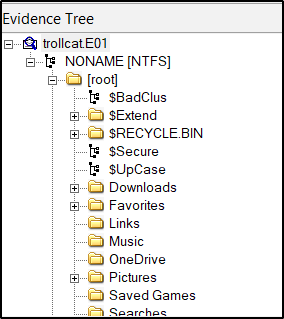 Evidence Tree
trollcat.E01
NONAME [NTFS]
[root]
$BadClus
$Extend
$RECYCLE.BIN
$Secure
$UpCase
Downloads
Favorites
Links
Music
OneDrive
Pictures
Saved Games
Searches